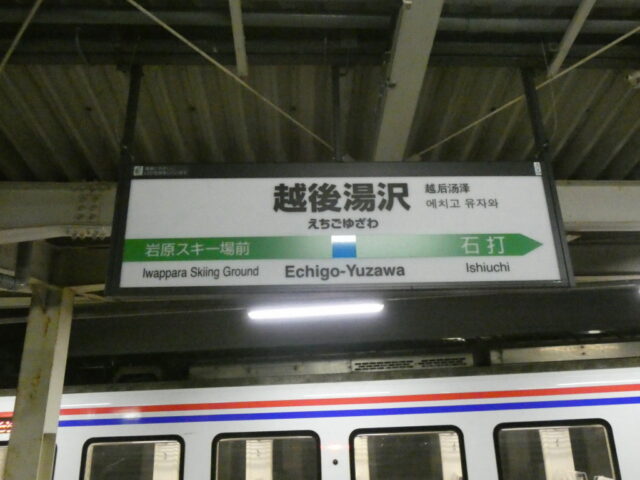 越後湯沢
えちごゆざわ
越后汤泽
에치고 유자와
岩原スキー場前
石打
Iwappara Skiing Ground
Echigo-Yuzawa
Ishiuchi